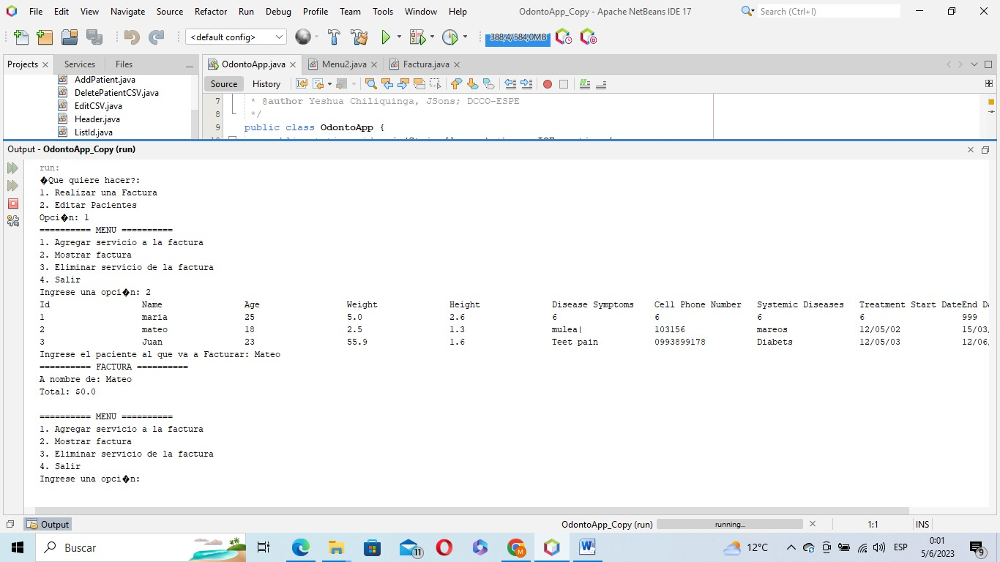 File Edit View Navigate Source Refactor Run Debug Profile Team Tools Window Help OdontoApp_Copy - Apache NetBeans IDE 17 Search (Ctrl+I)
<default config> 388,4/584,0MB
Projects Services Files OdontoApp.java Menu2.java Factura.java
AddPatient.java
DeletePatientCSV.java
EditCSV.java
Header.java
ListId.java
Source History
7 * @author Yeshua Chiliquinga, JSons; DCCO-ESPE
8 */
9 public class OdontoApp {
Output - OdontoApp_Copy (run)
run:
�Que quiere hacer?:
1. Realizar una Factura
2. Editar Pacientes
Opci�n: 1
========== MENU ==========
1. Agregar servicio a la factura
2. Mostrar factura
3. Eliminar servicio de la factura
4. Salir
Ingrese una opci�n: 2
Id Name Age Weight Height Disease Symptoms Cell Phone Number Systemic Diseases Treatment Start DateEnd Da
1 maria 25 5.0 2.6 6 6 6 6 999
2 mateo 18 2.5 1.3 mulea| 103156 mareos 12/05/02 15/03/
3 Juan 23 55.9 1.6 Teet pain 0993899178 Diabets 12/05/03 12/06/
Ingrese el paciente al que va a Facturar: Mateo
========== FACTURA ==========
A nombre de: Mateo
Total: $0.0
========== MENU ==========
1. Agregar servicio a la factura
2. Mostrar factura
3. Eliminar servicio de la factura
4. Salir
Ingrese una opci�n:
Output OdontoApp_Copy (run) running... 1:1 INS
Buscar 11 12°C ESP 0:01
5/6/2023 9